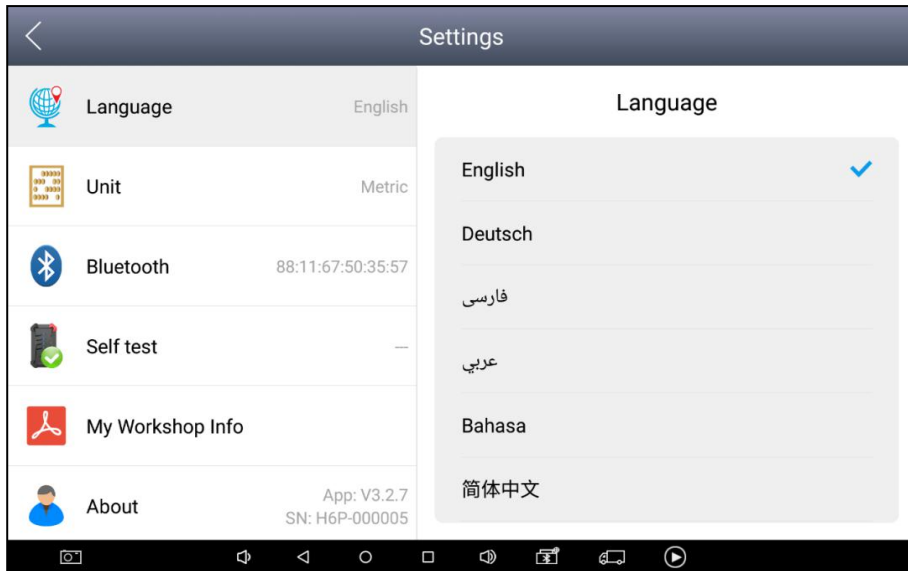 Settings
Language English
Unit Metric
Bluetooth 88:11:67:50:35:57
Self test ---
My Workshop Info
About App: V3.2.7
SN: H6P-000005
Language
English
Deutsch
فارسی
عربي
Bahasa
简体中文